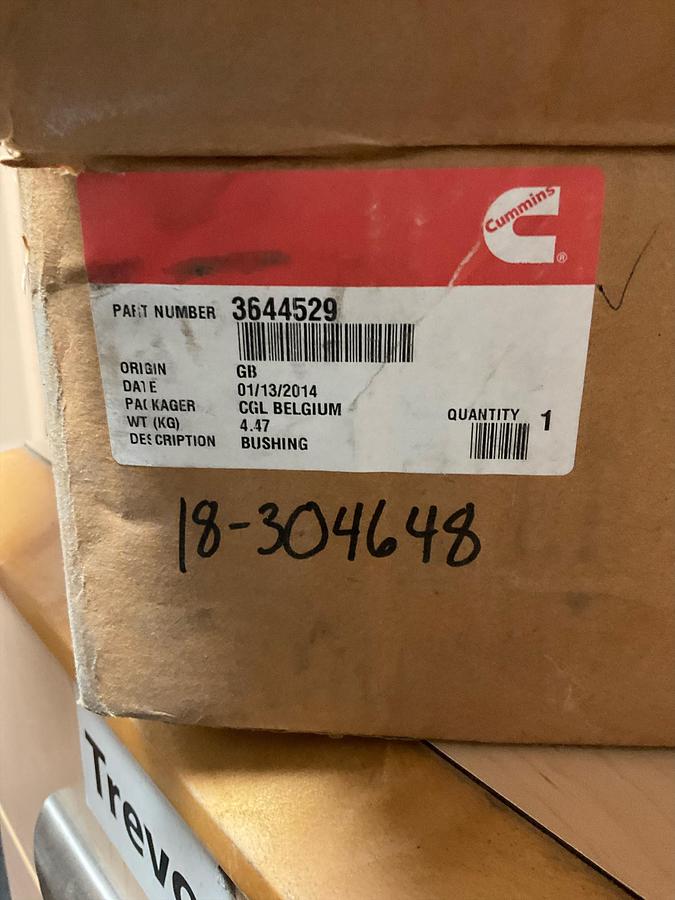 Cummins
®
PART NUMBER 3644529
ORIGIN GB
DATE 01/13/2014
PACKAGER CGL BELGIUM
WT (KG) 4.47
DESCRIPTION BUSHING
QUANTITY 1
18-304648
Trevo